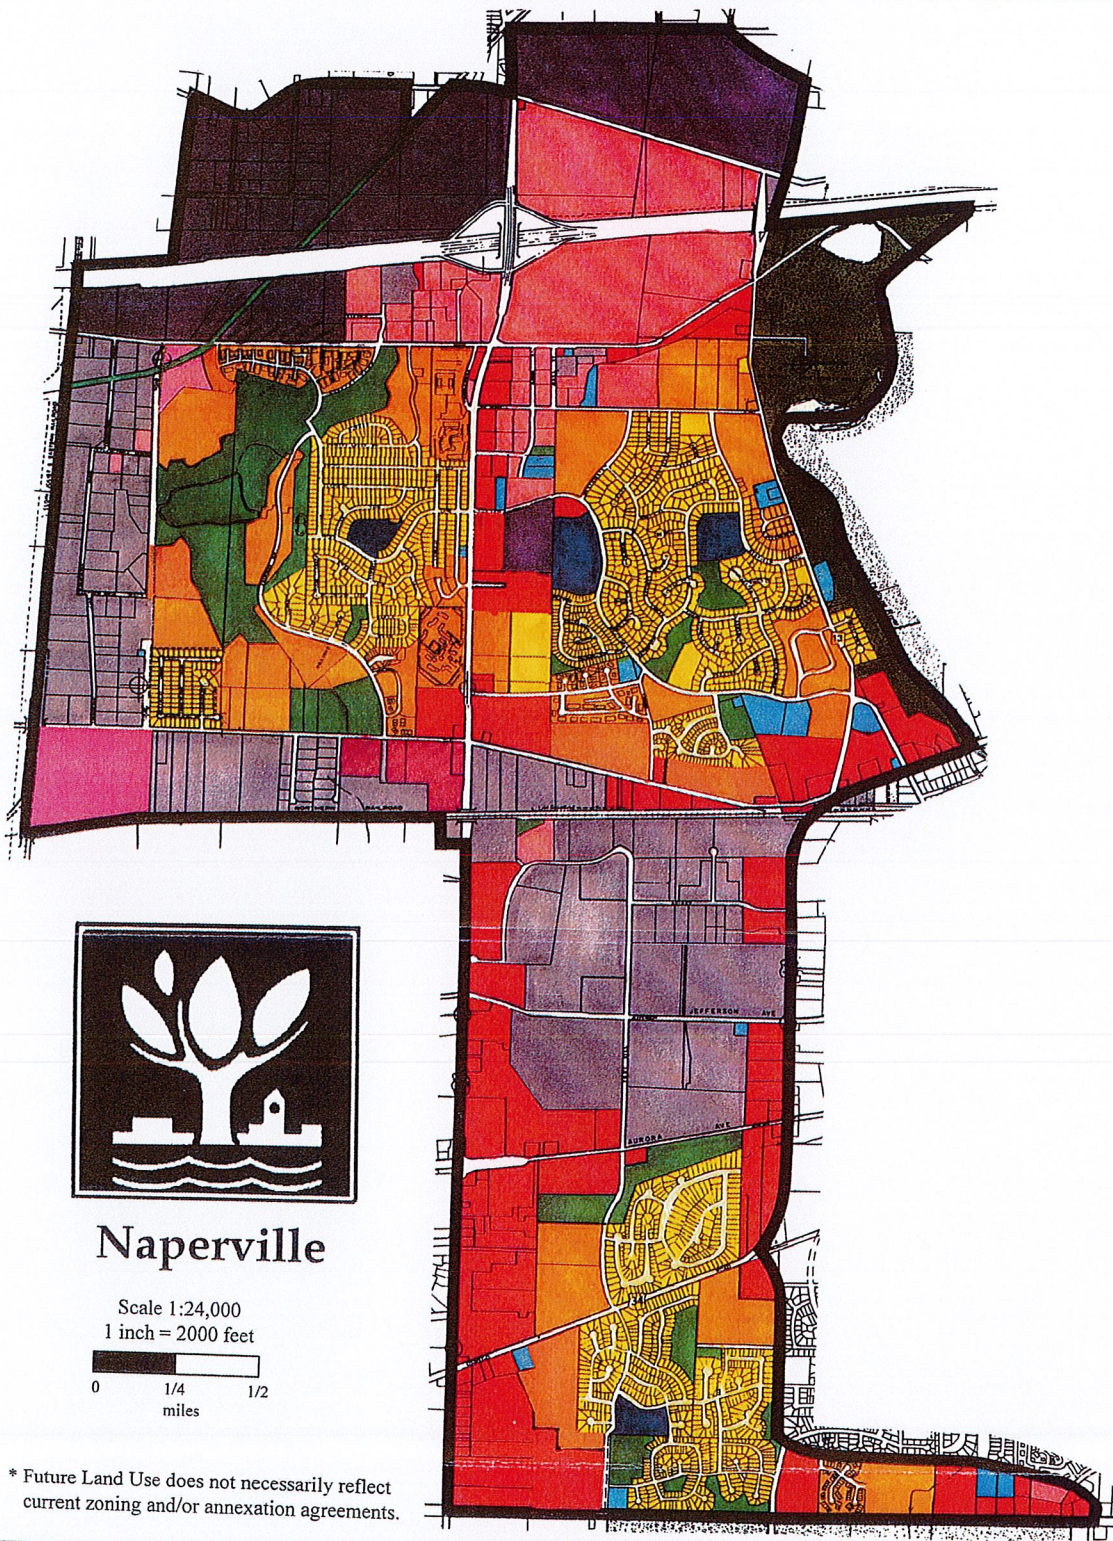 JEFFERSON AVE
AURORA AVE
Naperville
Scale 1:24,000
1 inch = 2000 feet
0 1/4 1/2
miles
34
* Future Land Use does not necessarily reflect
current zoning and/or annexation agreements.